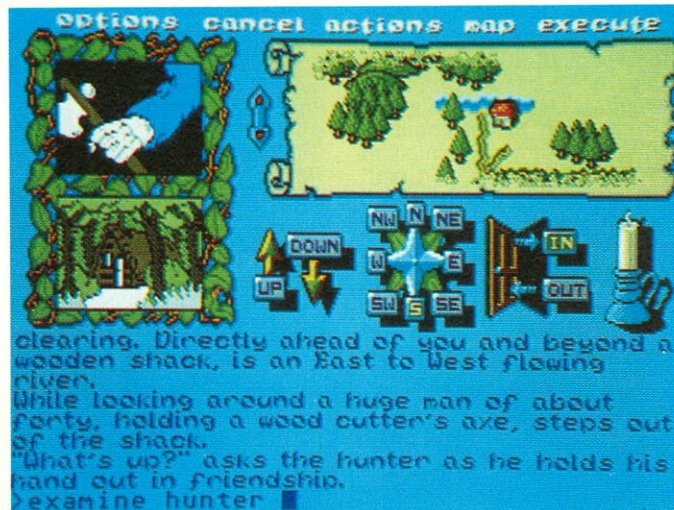 options cancel actions map execute
NW N NE
DOWN
W E
IN
UP
OUT
SW S SE
clearing. Directly ahead of you and beyond a
wooden shack, is an East to West flowing
river.
While looking around a huge man of about
forty, holding a wood cutter's axe, steps out
of the shack.
"What's up?" asks the hunter as he holds his
hand out in friendship.
>examine hunter